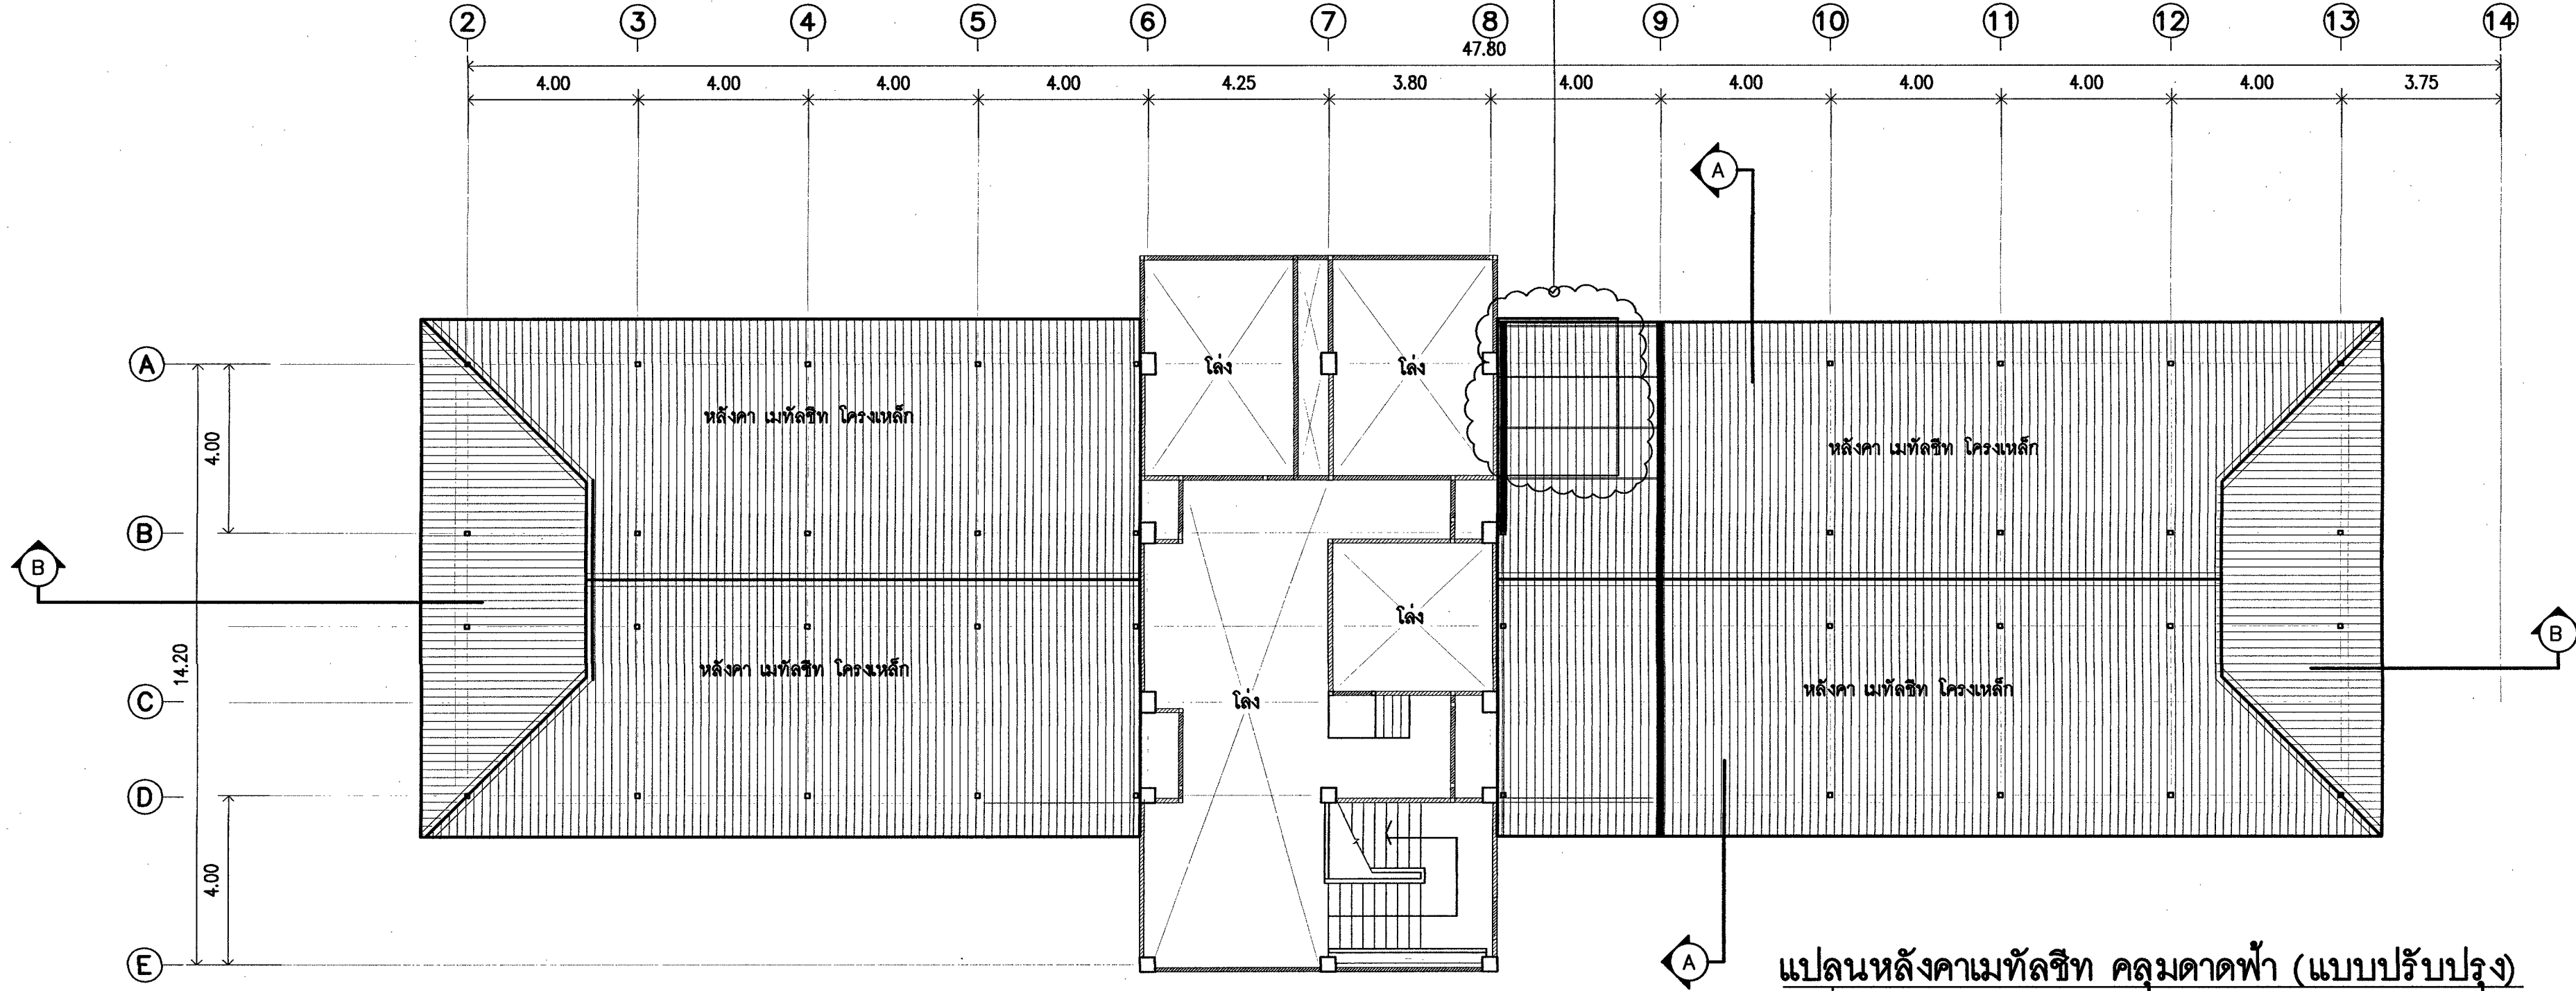 2 3 4 5 6 7 8 9 10 11 12 13 14
47.80
4.00 4.00 4.00 4.00 4.25 3.80 4.00 4.00 4.00 4.00 4.00 3.75
A
A
โล่ง โล่ง
หลังคา เมทัลชีท โครงเหล็ก
4.00
หลังคา เมทัลชีท โครงเหล็ก
B
B
โล่ง
B
14.20
หลังคา เมทัลชีท โครงเหล็ก
หลังคา เมทัลชีท โครงเหล็ก
C
โล่ง
D
4.00
E
A
แปลนหลังคาเมทัลชีท คลุมดาดฟ้า (แบบปรับปรุง)